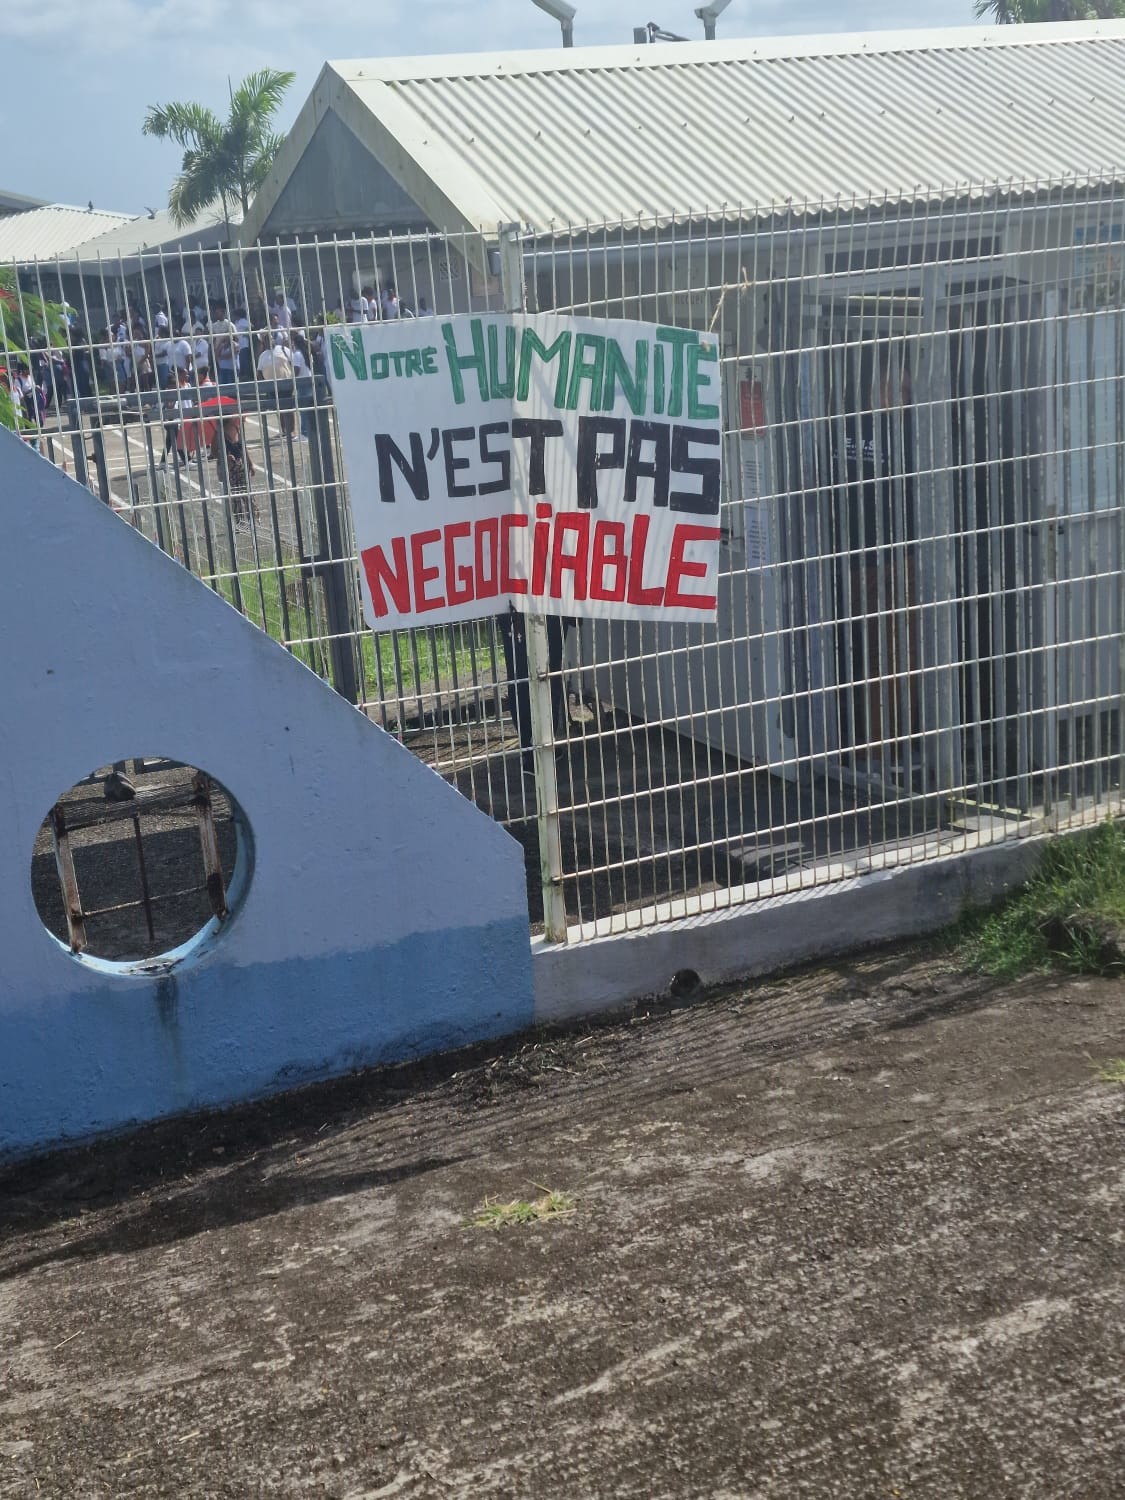 NOTRE HUMANITE
N'EST PAS
NEGOCiABLE